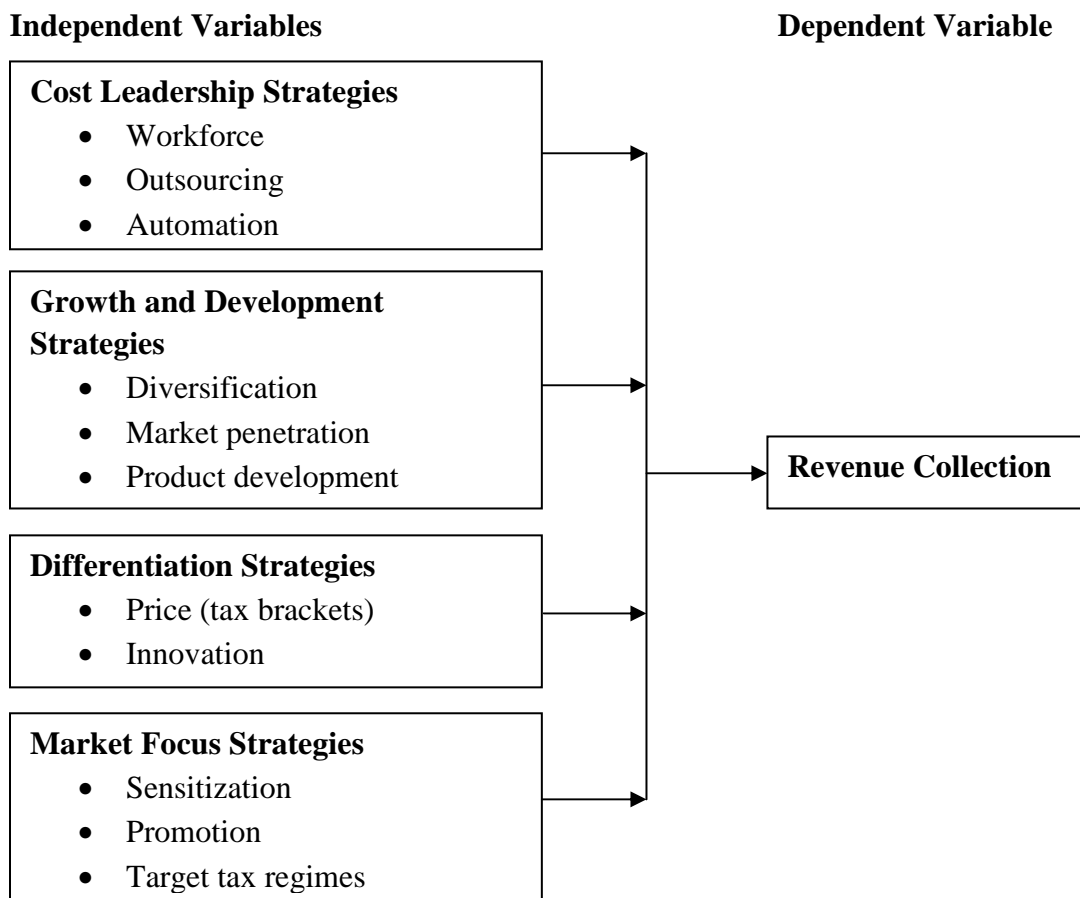 Independent Variables
Dependent Variable
Cost Leadership Strategies
• Workforce
• Outsourcing
• Automation
Growth and Development
Strategies
• Diversification
• Market penetration
• Product development
Revenue Collection
Differentiation Strategies
• Price (tax brackets)
• Innovation
Market Focus Strategies
• Sensitization
• Promotion
• Target tax regimes